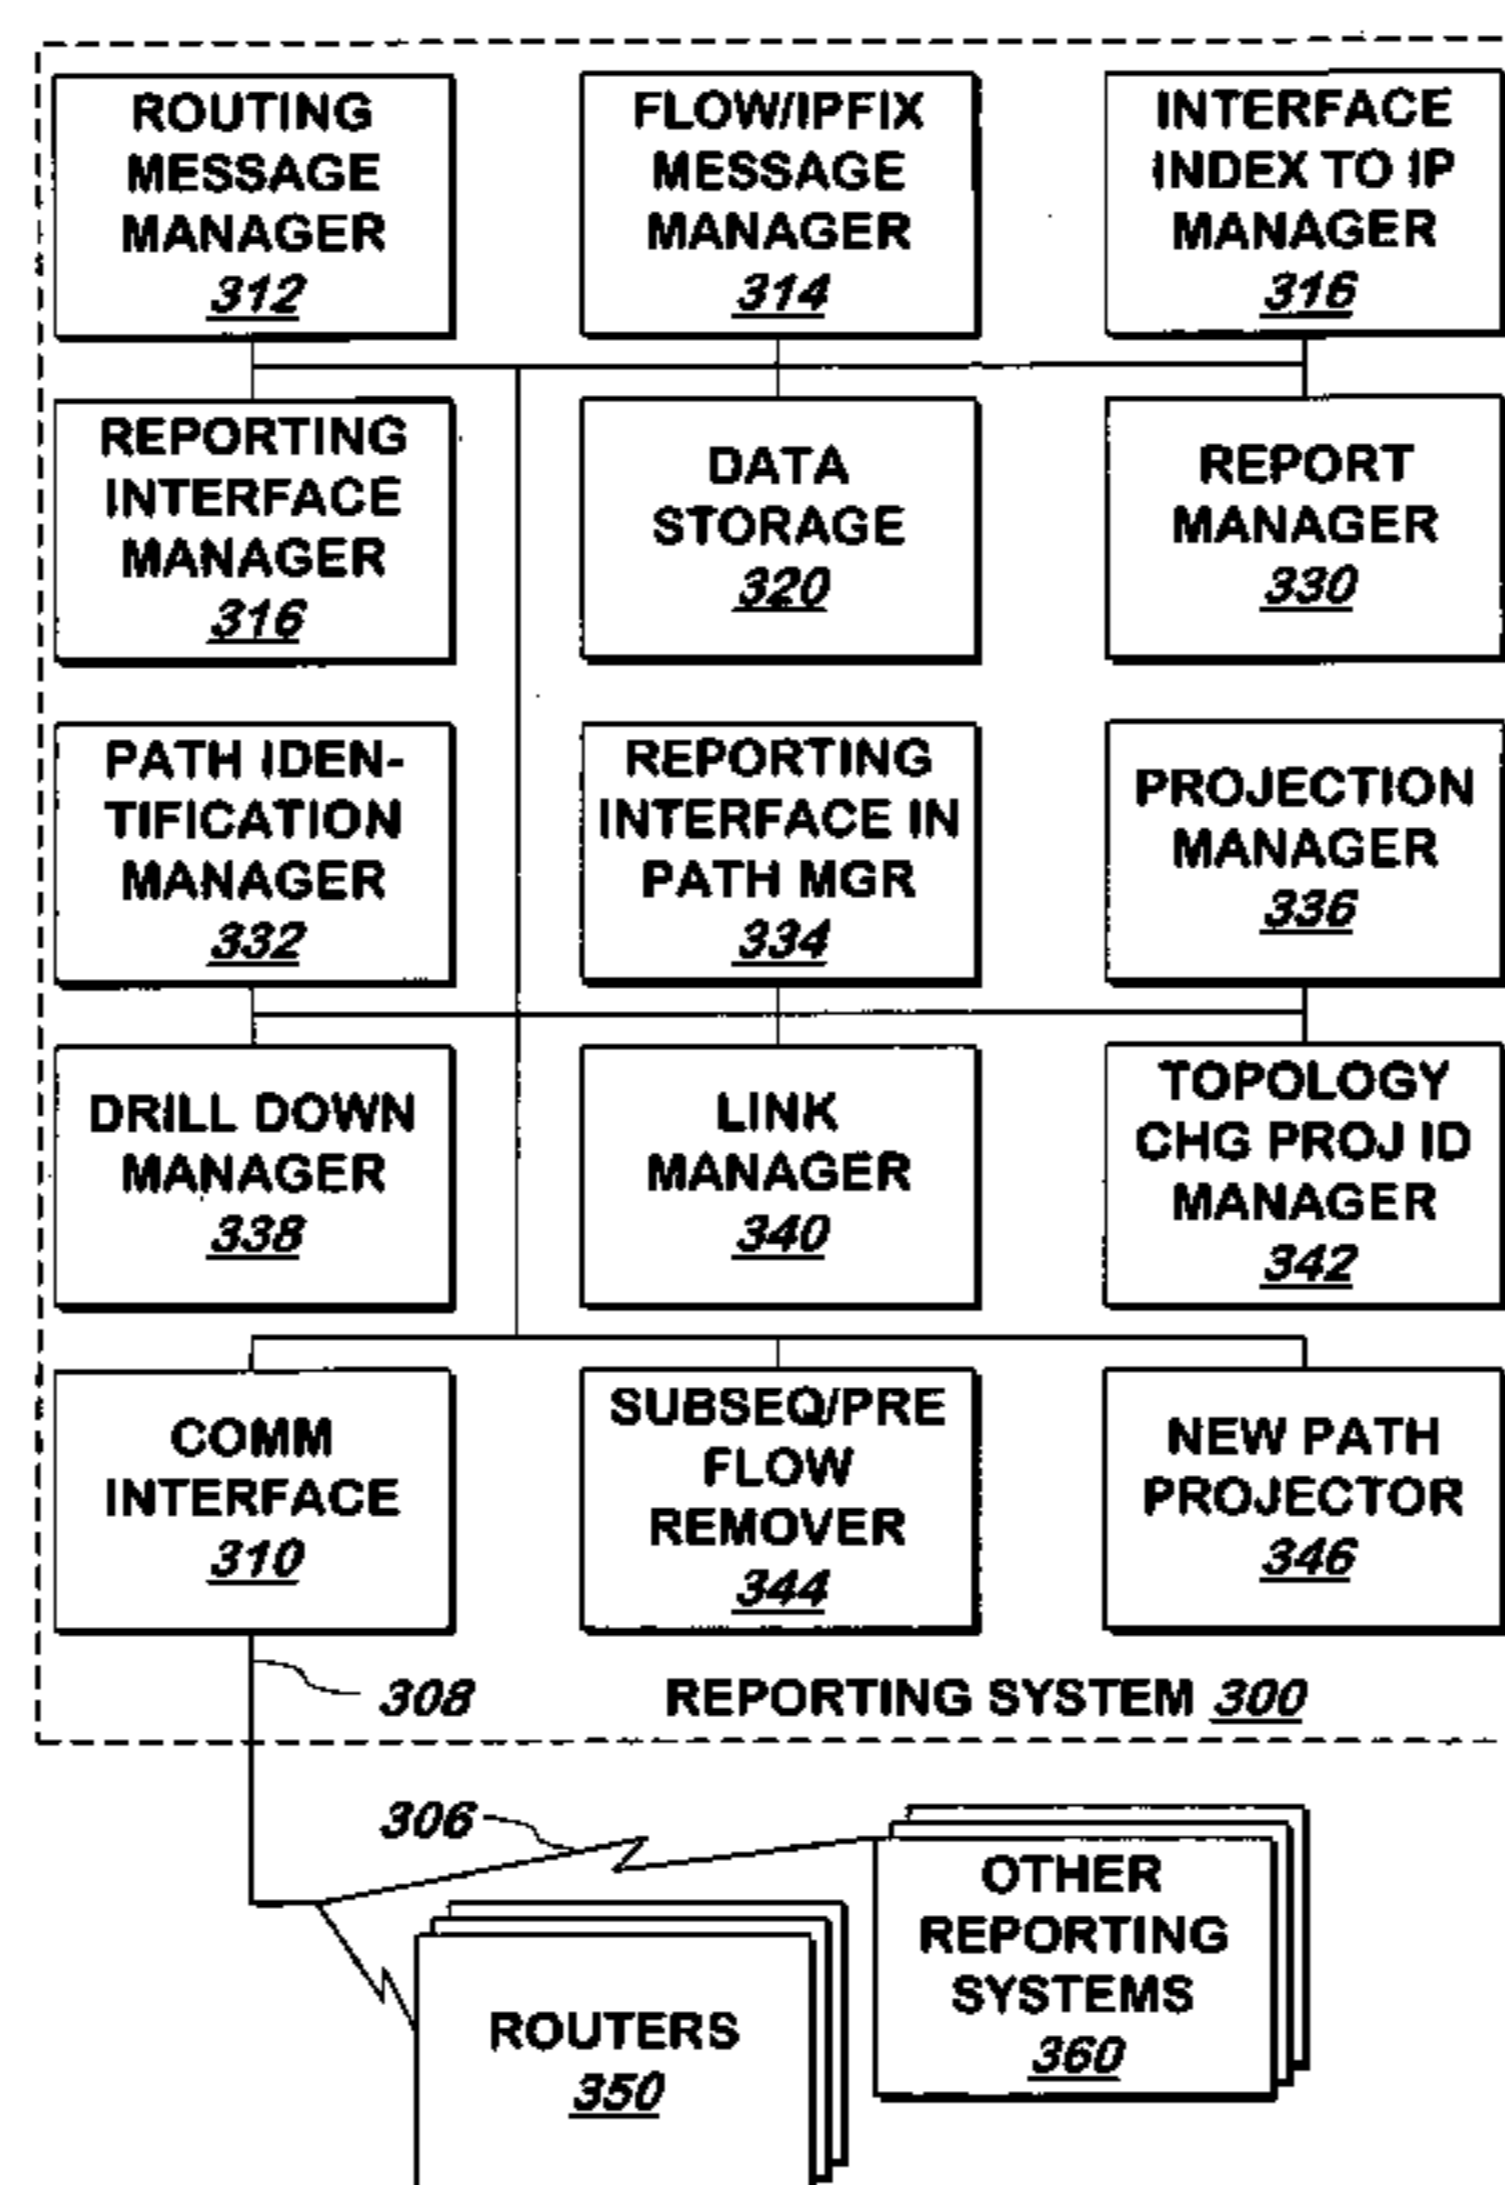 ROUTING
MESSAGE
MANAGER
312
FLOW/IPFIX
MESSAGE
MANAGER
314
INTERFACE
INDEX TO IP
MANAGER
316
REPORTING
INTERFACE
MANAGER
316
DATA
STORAGE
320
REPORT
MANAGER
330
PATH IDEN-
TIFICATION
MANAGER
332
REPORTING
INTERFACE IN
PATH MGR
334
PROJECTION
MANAGER
336
DRILL DOWN
MANAGER
338
LINK
MANAGER
340
TOPOLOGY
CHG PROJ ID
MANAGER
342
COMM
INTERFACE
310
SUBSEQ/PRE
FLOW
REMOVER
344
NEW PATH
PROJECTOR
346
308
REPORTING SYSTEM 300
306
OTHER
REPORTING
SYSTEMS
360
ROUTERS
350